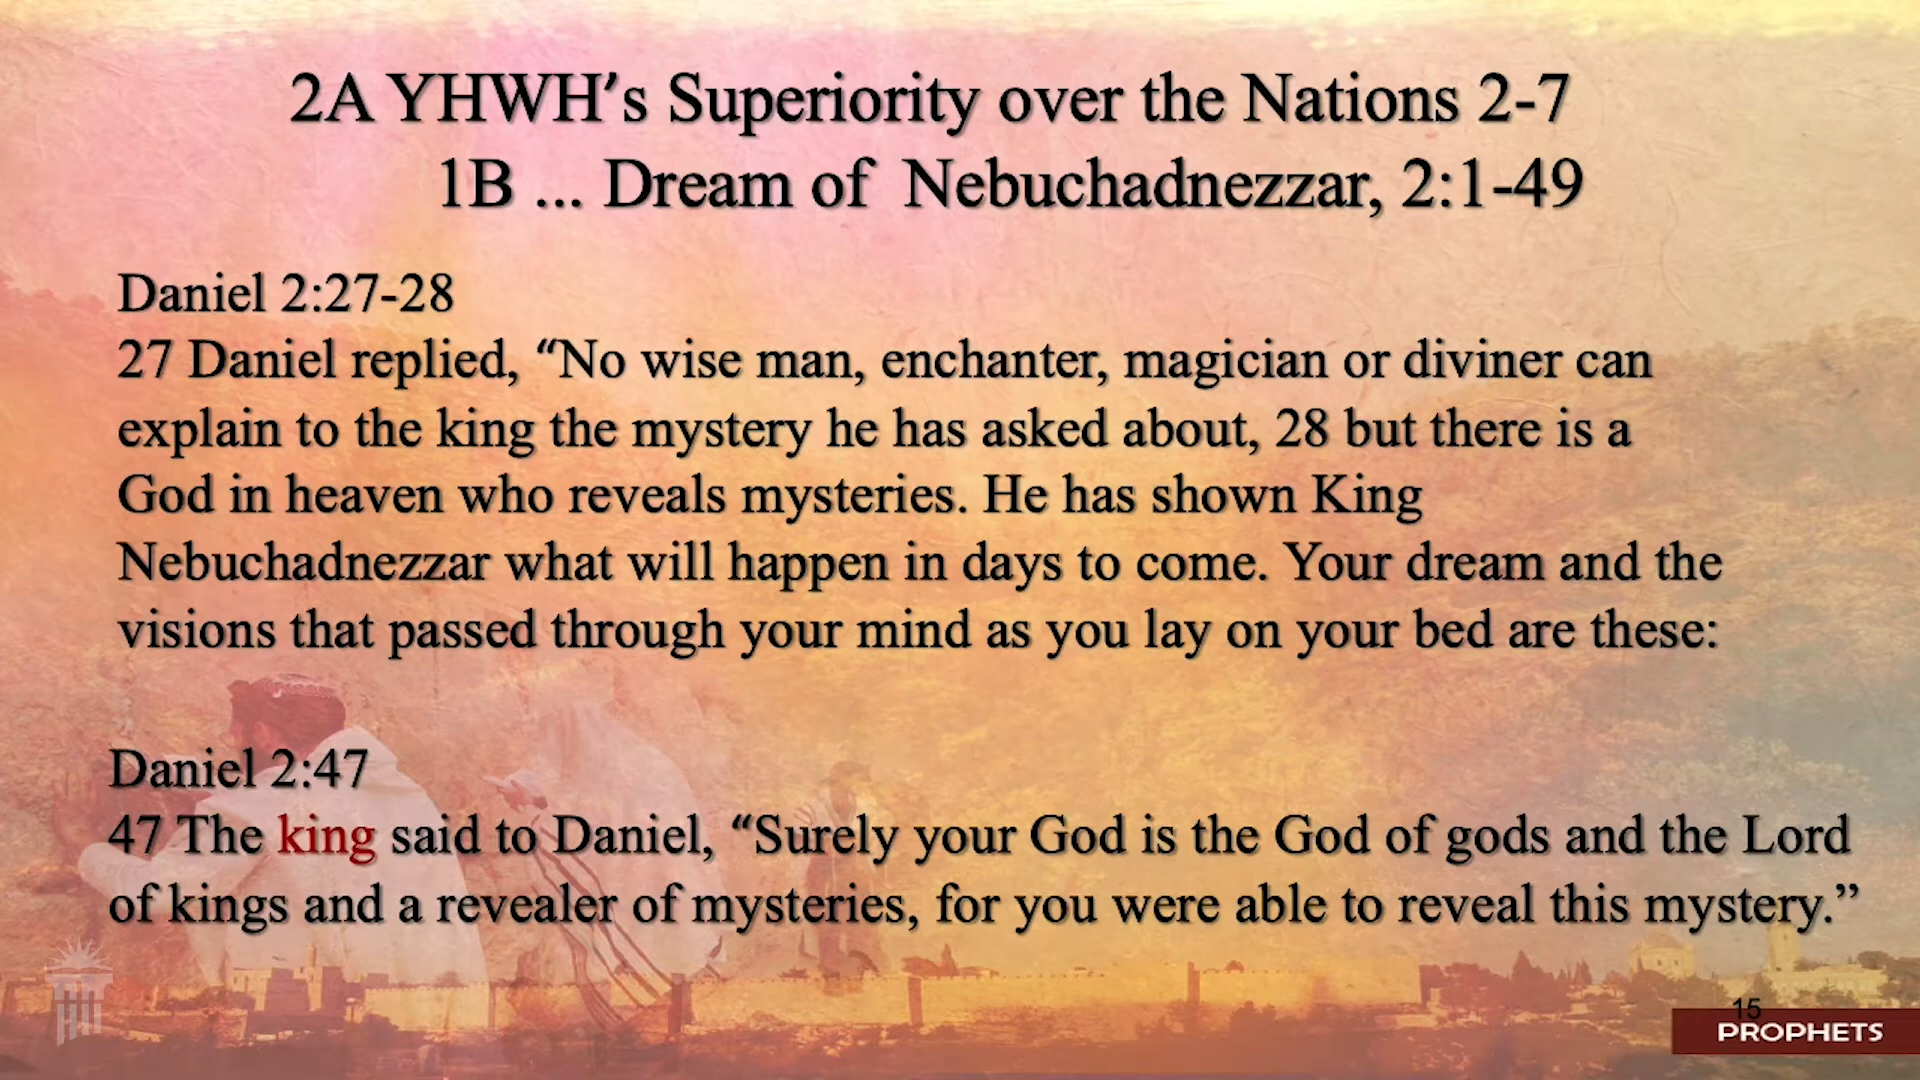 2A YHWH’s Superiority over the Nations 2-7
1B ... Dream of Nebuchadnezzar, 2:1-49
Daniel 2:27-28
27 Daniel replied, “No wise man, enchanter, magician or diviner can
explain to the king the mystery he has asked about, 28 but there is a
God in heaven who reveals mysteries. He has shown King
Nebuchadnezzar what will happen in days to come. Your dream and the
visions that passed through your mind as you lay on your bed are these:
Daniel 2:47
47 The king said to Daniel, “Surely your God is the God of gods and the Lord
of kings and a revealer of mysteries, for you were able to reveal this mystery.”
15
PROPHETS